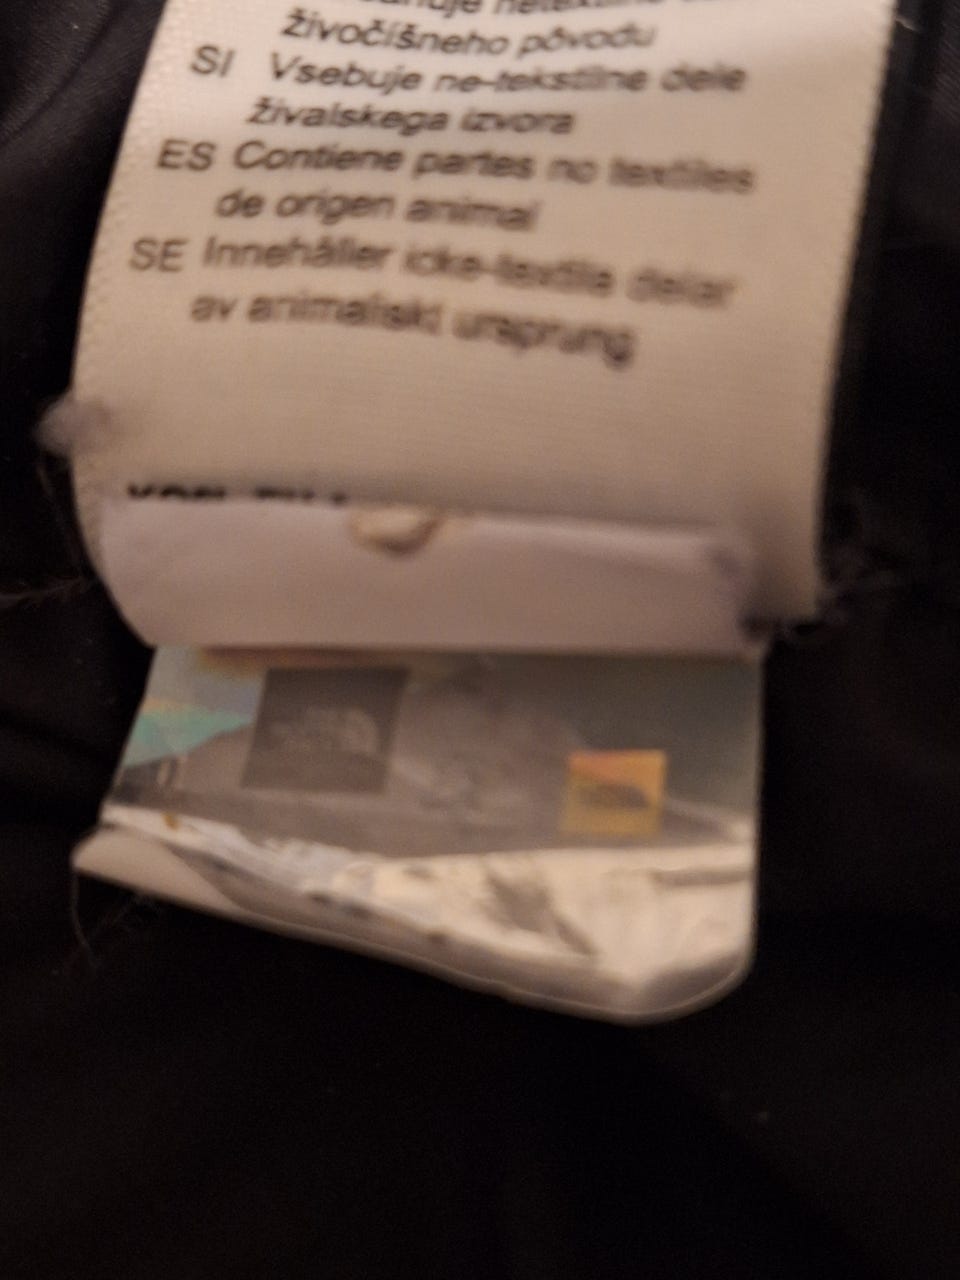 živočíšneho pôvodu
SI Vsebuje ne-tekstilne dele
živalskega izvora
ES Contiene partes no textiles
de origen animal
SE Innehåller icke-textila delar
av animaliskt ursprung